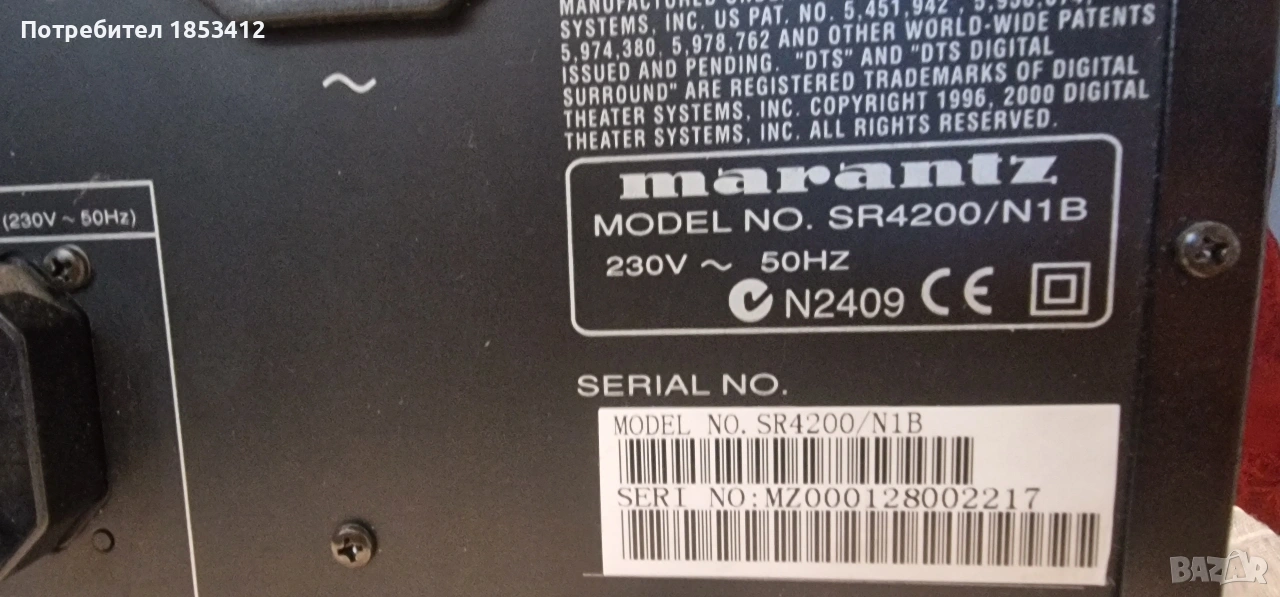 Потребител 1853412
SYSTEMS, INC. US PAT. NO. 5,451,942
5,974,380, 5,978,762 AND OTHER WORLD-WIDE PATENTS
ISSUED AND PENDING. "DTS" AND "DTS DIGITAL
SURROUND" ARE REGISTERED TRADEMARKS OF DIGITAL
THEATER SYSTEMS, INC. COPYRIGHT 1996, 2000 DIGITAL
THEATER SYSTEMS, INC. ALL RIGHTS RESERVED.
~
(230V ~ 50Hz)
marantz
MODEL NO. SR4200/N1B
230V ~ 50HZ
N2409 CE
SERIAL NO.
MODEL NO. SR4200/N1B
SERI NO:MZ000128002217
BAZAR